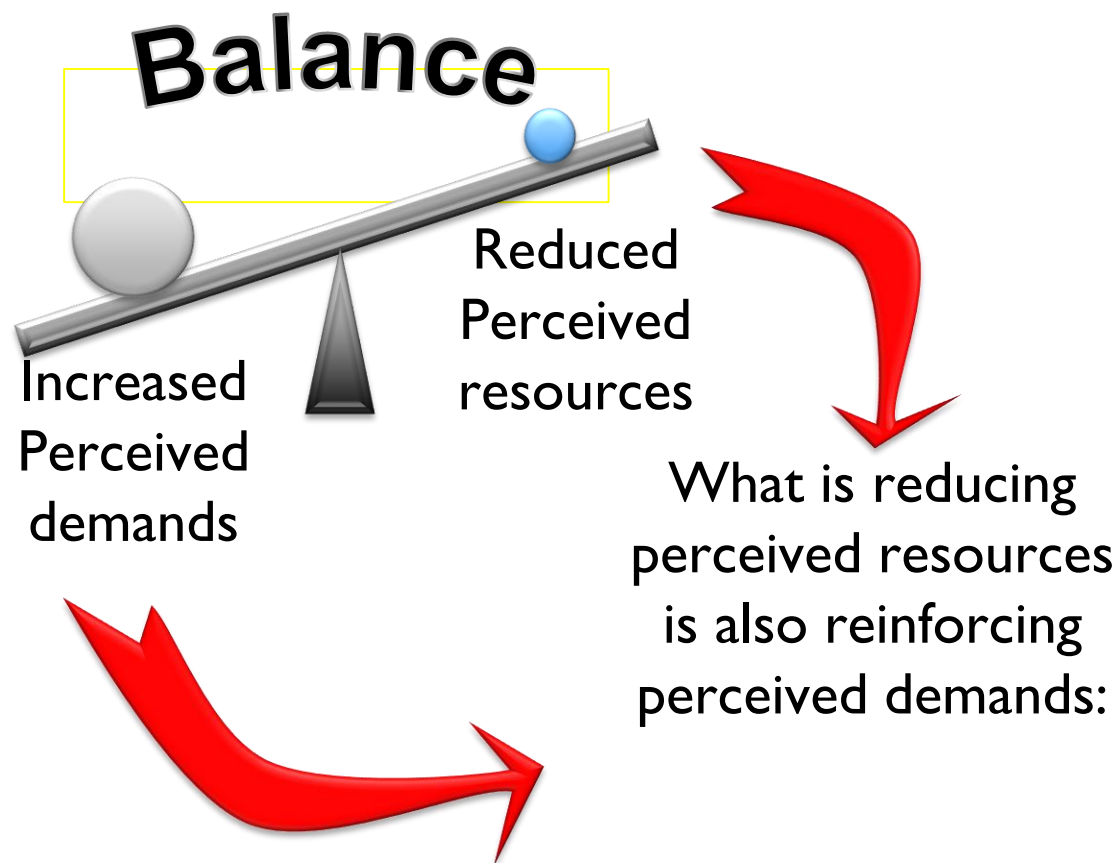 Balance
Reduced
Perceived
resources
Increased
Perceived
demands
What is reducing
perceived resources
is also reinforcing
perceived demands: